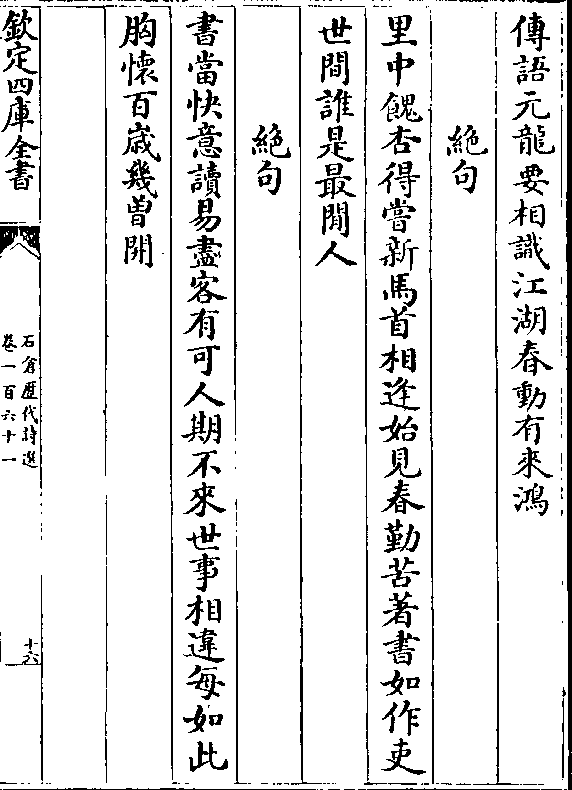 傳語元龍要相識江湖春動有來鴻
絶句
里中餽杏得嘗新馬首相逢始見春勤苦著書如作吏
世間誰是最閒人
絶句
書當快意讀易盡客有可人期不來世事相違每如此
胸懷百歲幾曾開
欽定四庫全書
石倉歷代詩選
卷一百六十一
十六